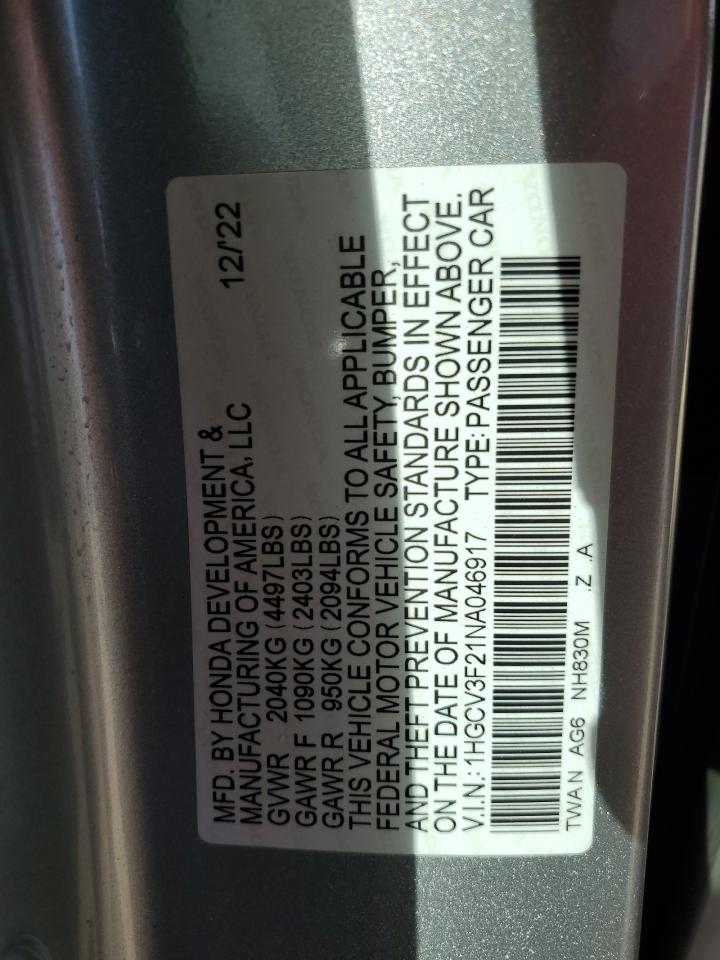 MFD. BY HONDA DEVELOPMENT &
MANUFACTURING OF AMERICA, LLC 12/'22
GVWR 2040KG (4497LBS)
GAWR F 1090KG (2403LBS)
GAWR R 950KG (2094LBS)
THIS VEHICLE CONFORMS TO ALL APPLICABLE
FEDERAL MOTOR VEHICLE SAFETY, BUMPER,
AND THEFT PREVENTION STANDARDS IN EFFECT
ON THE DATE OF MANUFACTURE SHOWN ABOVE.
V.I.N.: 1HGCV3F21NA046917 TYPE: PASSENGER CAR
TWAN AG6 NH830M .Z .A